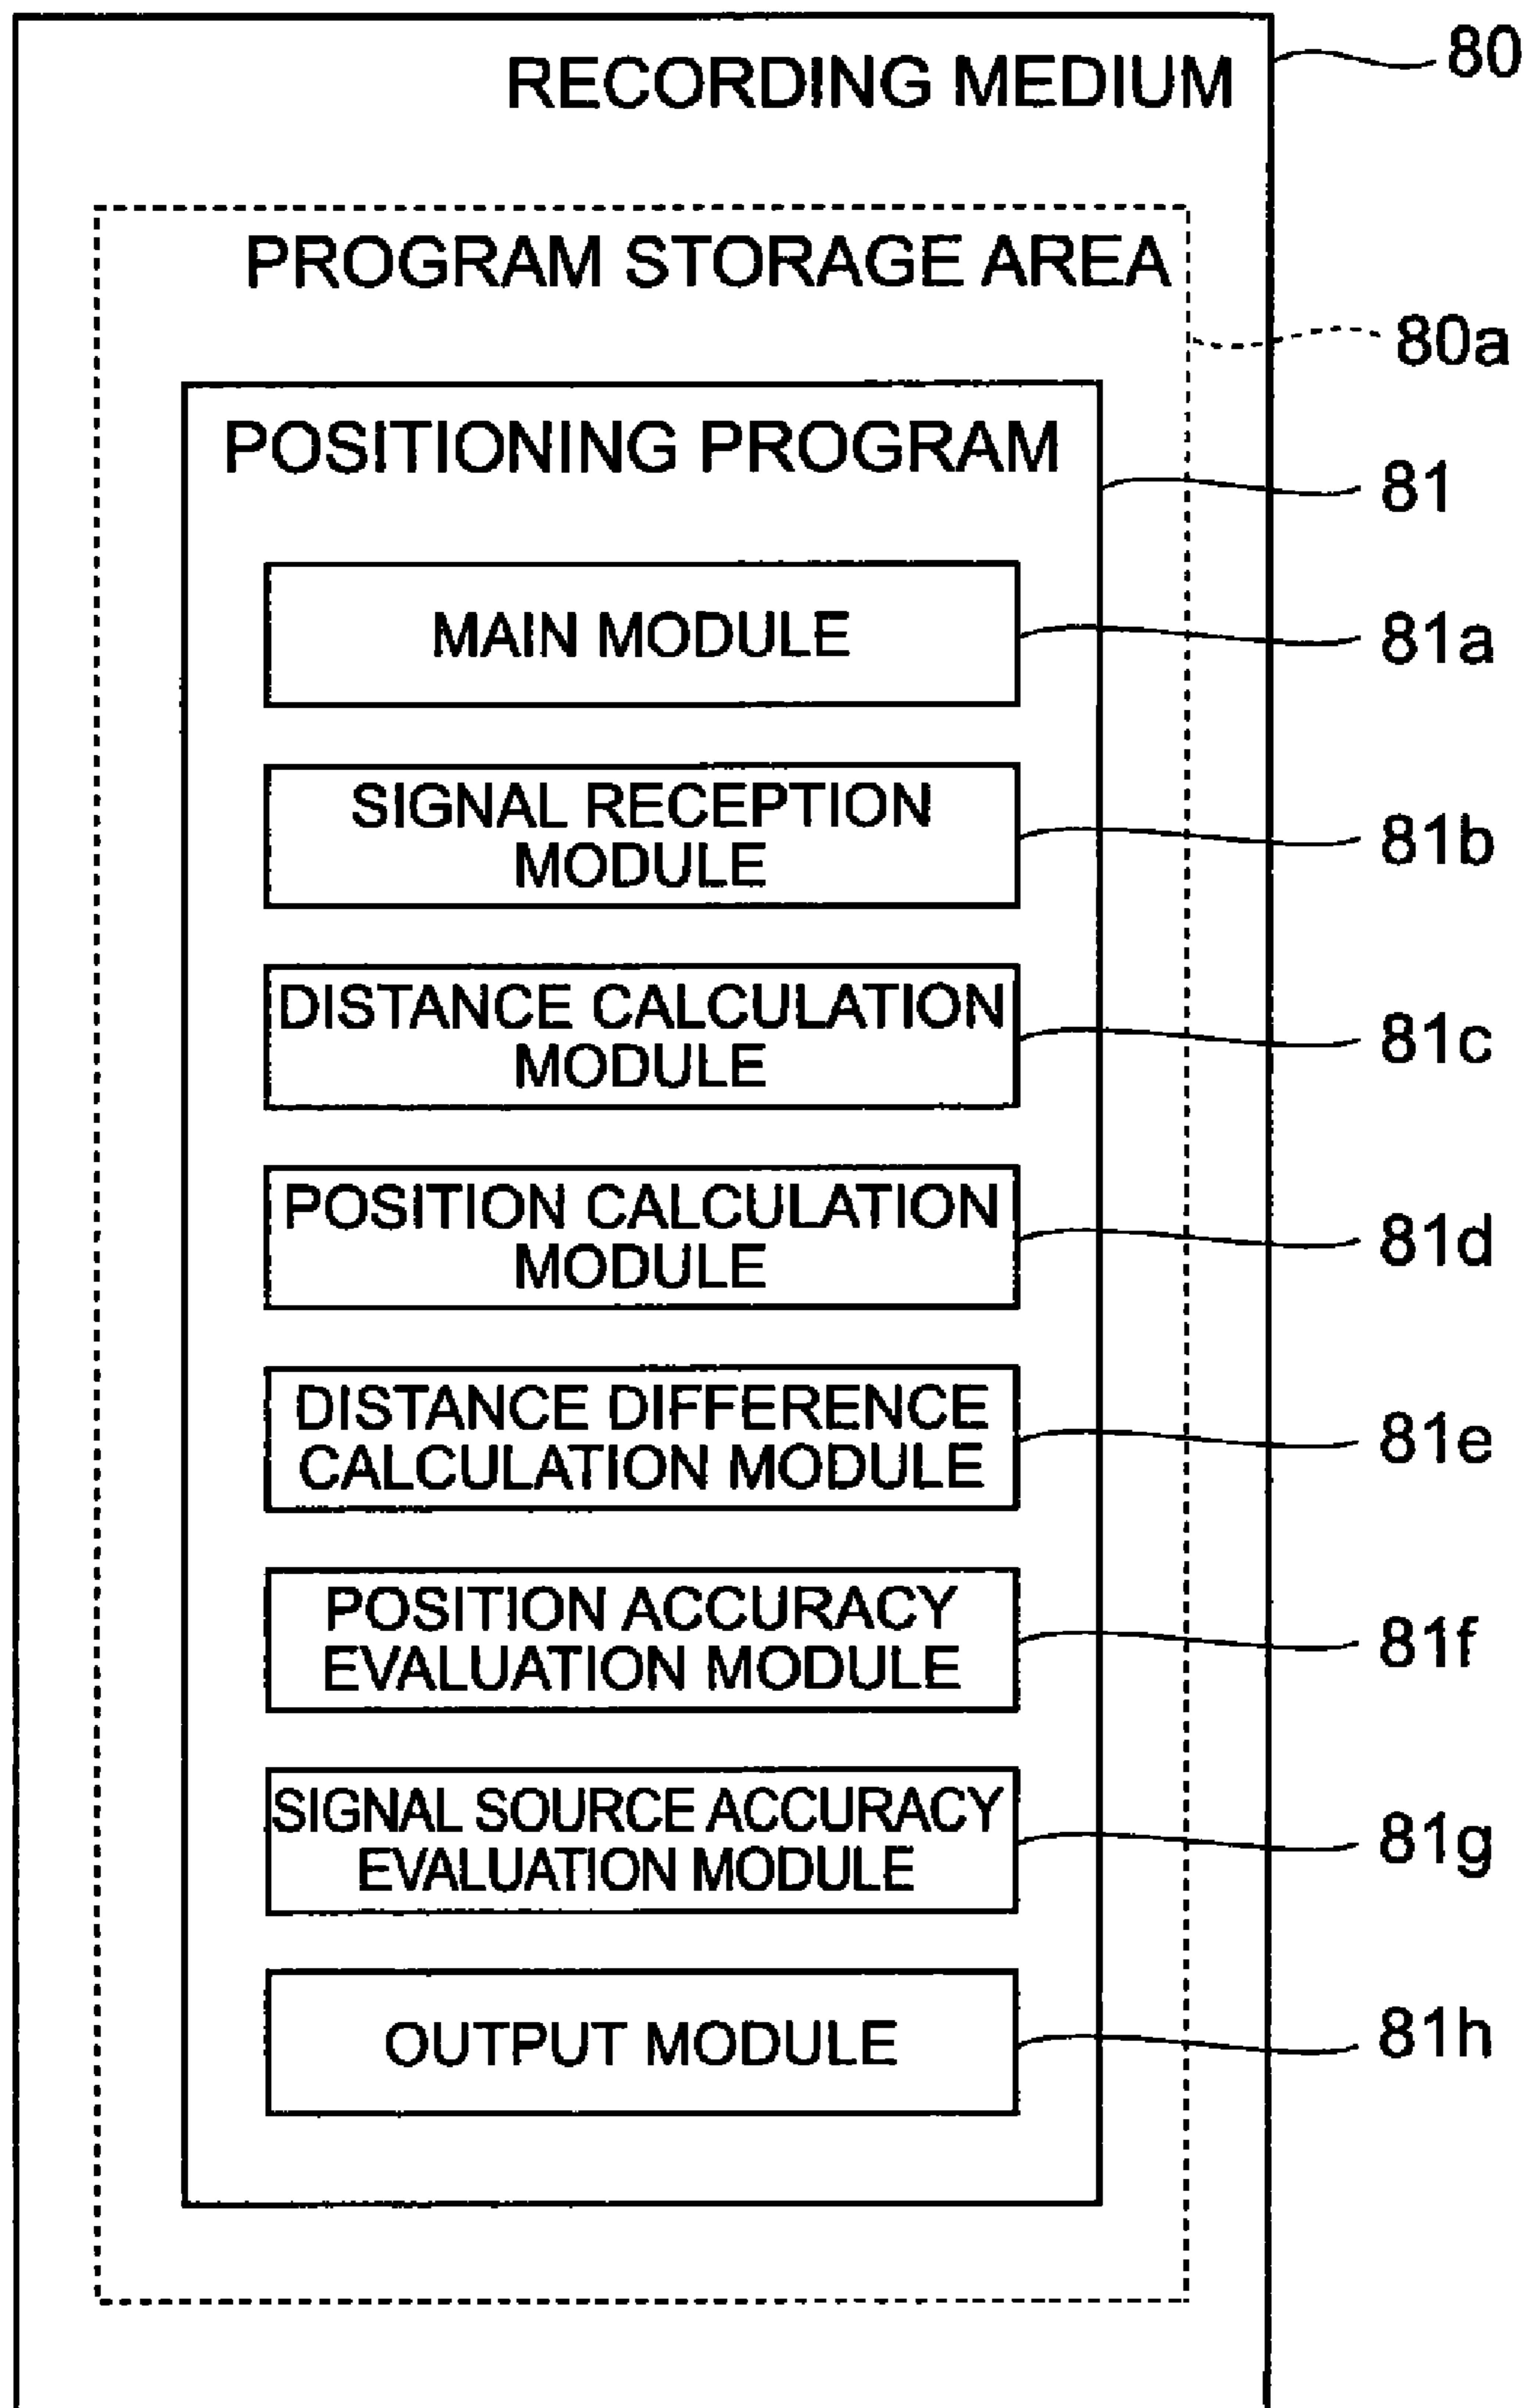 RECORDING MEDIUM
80
PROGRAM STORAGE AREA
80a
POSITIONING PROGRAM
81
MAIN MODULE
81a
SIGNAL RECEPTION
MODULE
81b
DISTANCE CALCULATION
MODULE
81c
POSITION CALCULATION
MODULE
81d
DISTANCE DIFFERENCE
CALCULATION MODULE
81e
POSITION ACCURACY
EVALUATION MODULE
81f
SIGNAL SOURCE ACCURACY
EVALUATION MODULE
81g
OUTPUT MODULE
81h